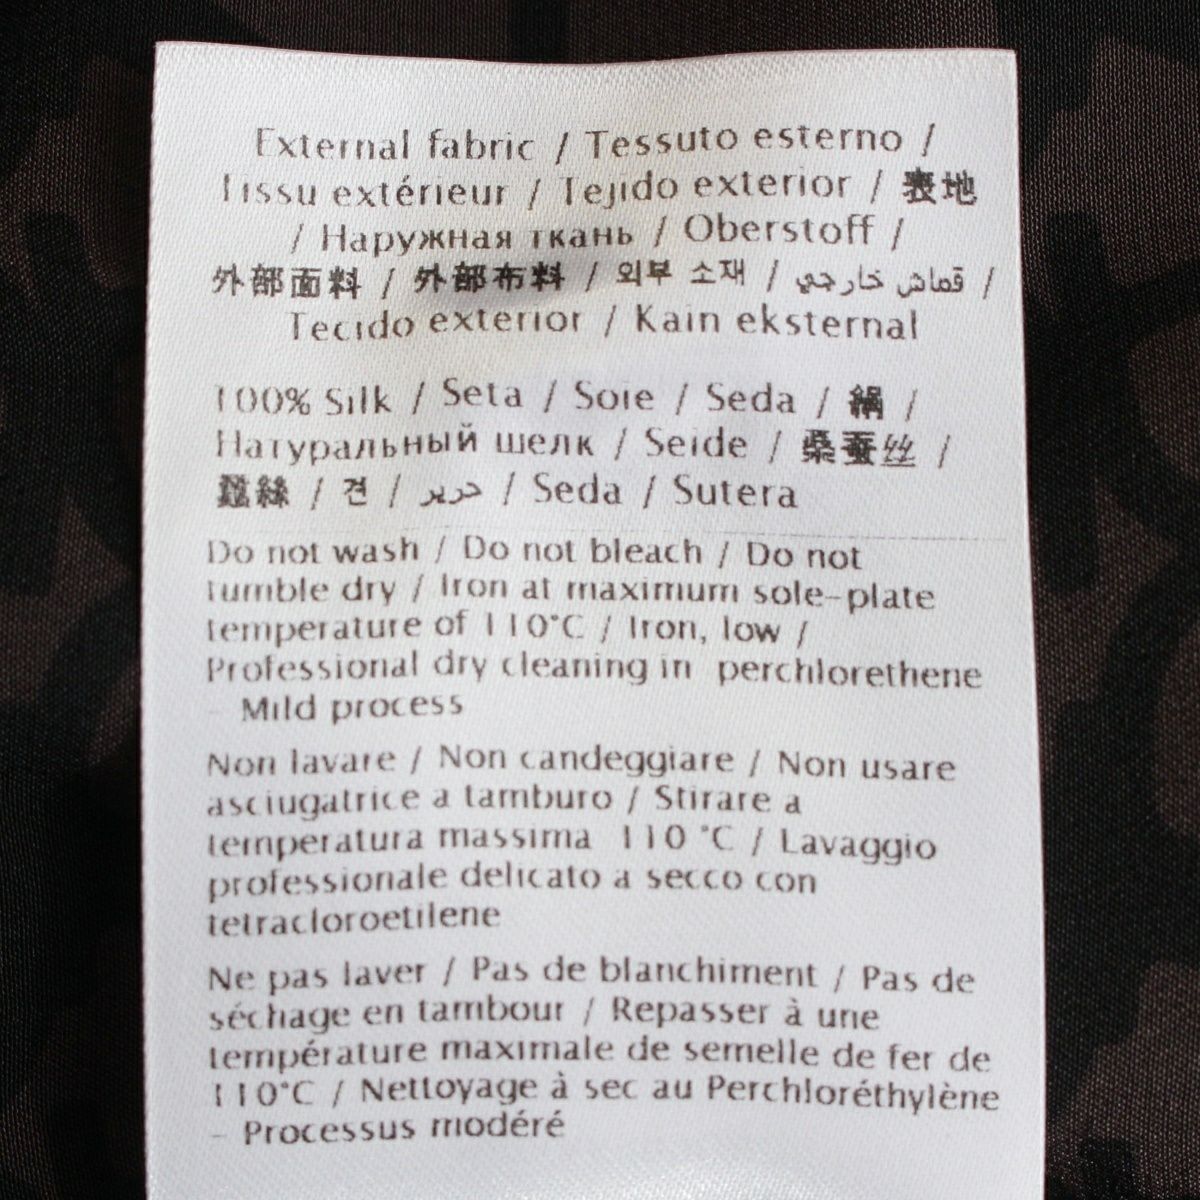 External fabric / Tessuto esterno /
Tissu extérieur / Tejido exterior / 表地
/ Наружная ткань / Oberstoff /
外部面料 / 外部布料 / 외부 소재 / قماش خارجي /
Tecido exterior / Kain eksternal
100% Silk / Seta / Soie / Seda / 絹 /
Натуральный шелк / Seide / 桑蚕丝 /
蠶絲 / 견 / حرير / Seda / Sutera
Do not wash / Do not bleach / Do not
tumble dry / Iron at maximum sole-plate
temperature of 110°C / Iron, low /
Professional dry cleaning in perchlorethene
- Mild process
Non lavare / Non candeggiare / Non usare
asciugatrice a tamburo / Stirare a
temperatura massima 110 °C / Lavaggio
professionale delicato a secco con
tetracloroetilene
Ne pas laver / Pas de blanchiment / Pas de
séchage en tambour / Repasser à une
température maximale de semelle de fer de
110°C / Nettoyage à sec au Perchloréthylène
- Processus modéré